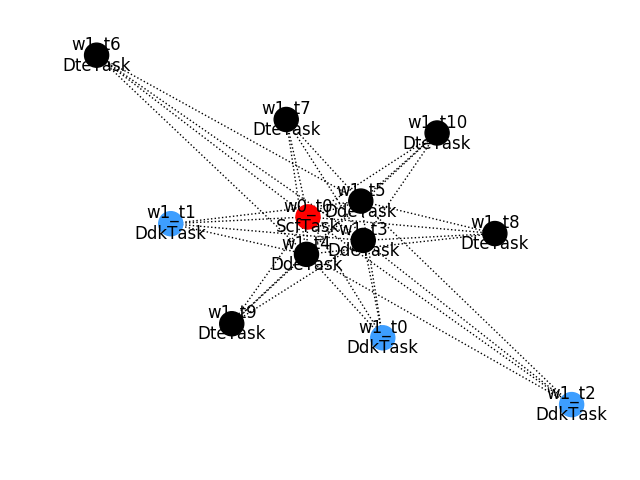 w1_t6
DteTask
w1_t7
DteTask
w1_t10
DteTask
w1_t5
DdeTask
w0_t0
ScfTask
w1_t1
DdkTask
w1_t8
DteTask
w1_t3
DdeTask
w1_t4
DdeTask
w1_t9
DteTask
w1_t0
DdkTask
w1_t2
DdkTask